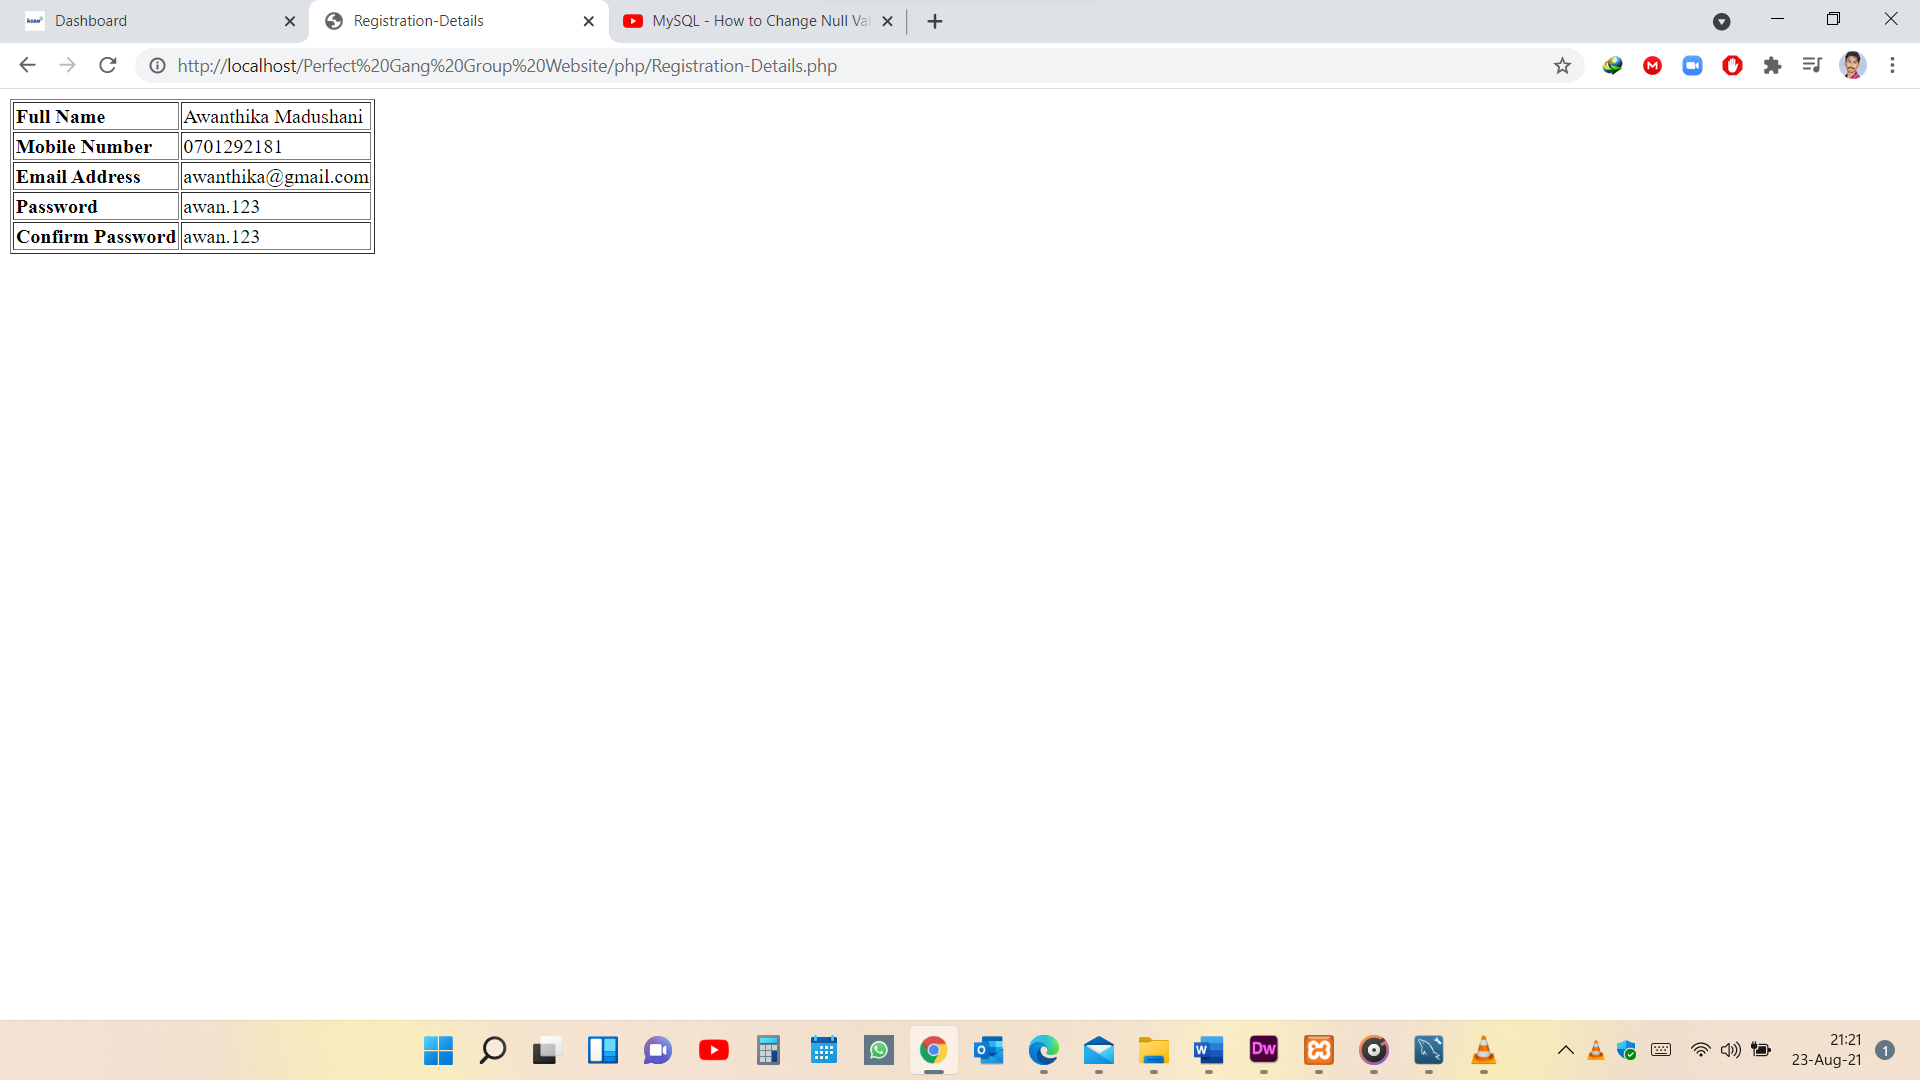 Dashboard
Registration-Details
MySQL - How to Change Null Val
http://localhost/Perfect%20Gang%20Group%20Website/php/Registration-Details.php
Full Name Awanthika Madushani
Mobile Number 0701292181
Email Address awanthika@gmail.com
Password awan.123
Confirm Password awan.123
Dw
21:21
23-Aug-21
1